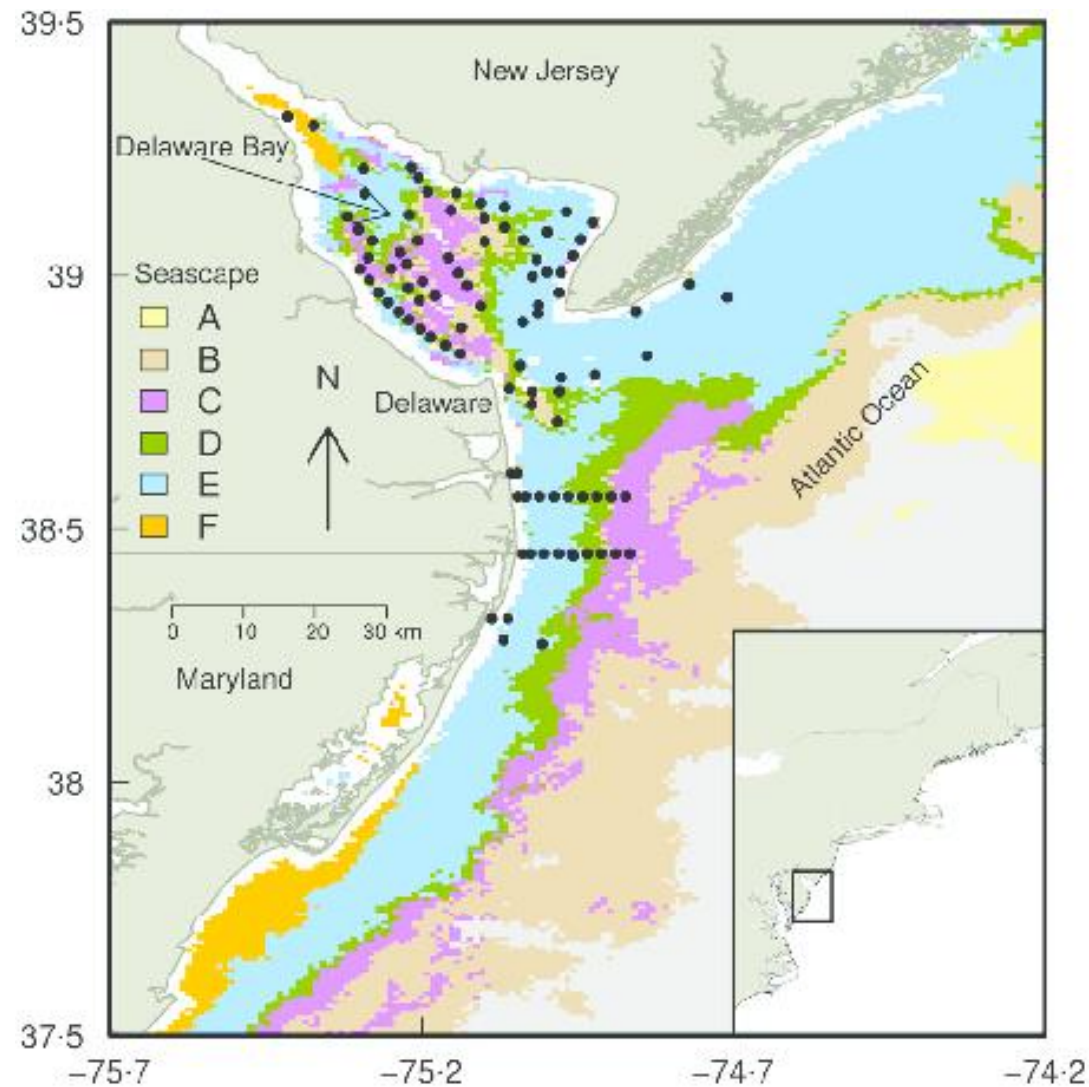 39·5
New Jersey
Delaware Bay
39
Seascape
A
B
C
D
E
F
N
Delaware
Atlantic Ocean
38·5
0 10 20 30 km
Maryland
38
37·5
−75·7 −75·2 −74·7 −74·2